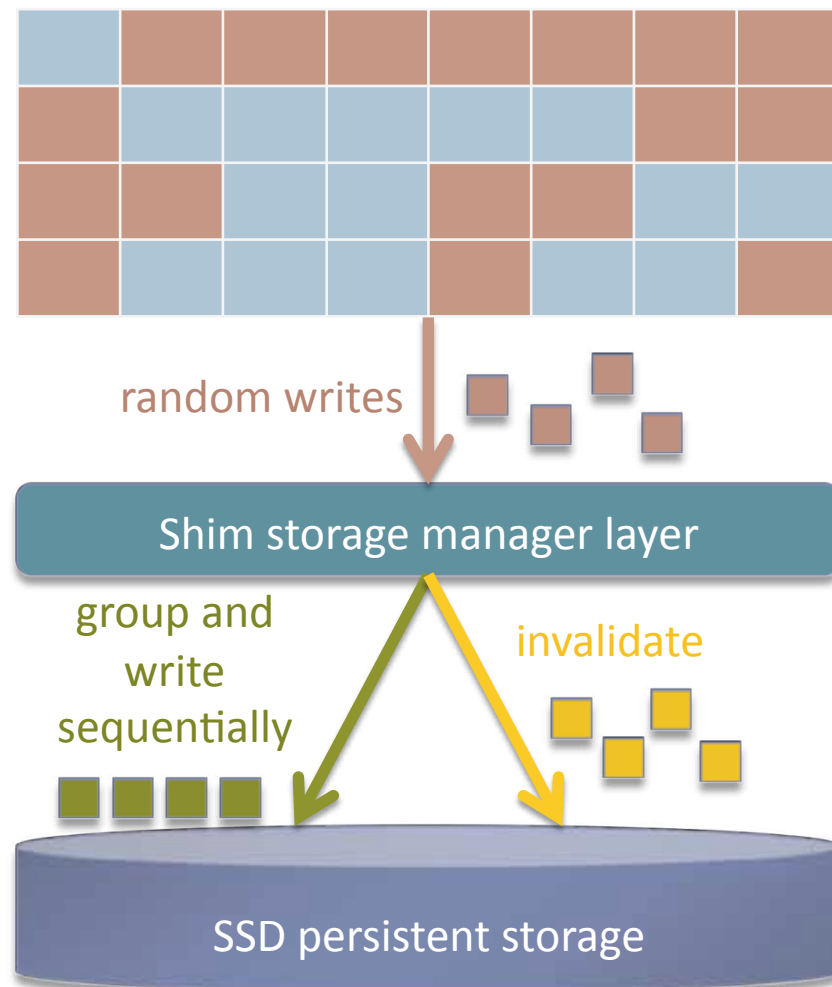 random writes
Shim storage manager layer
group and
write
sequentially
invalidate
SSD persistent storage